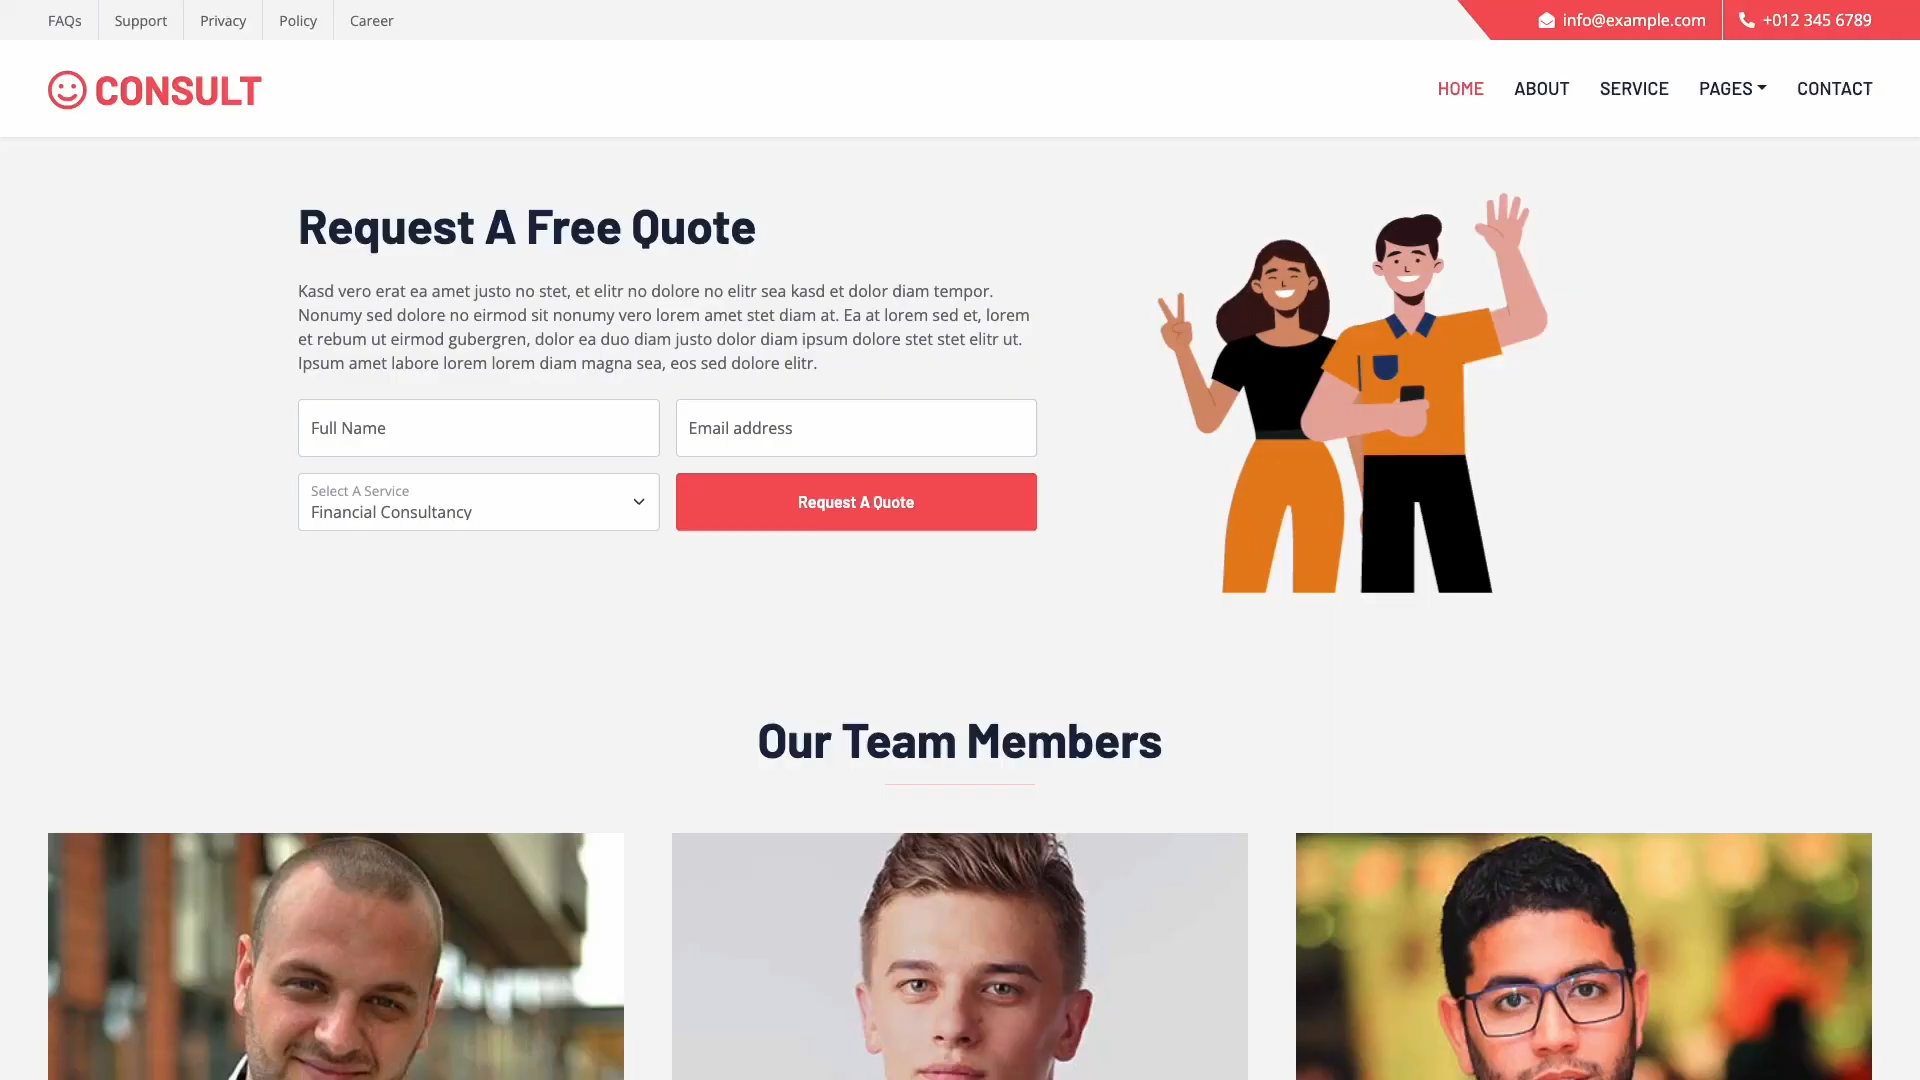 FAQs
Support
Privacy
Policy
Career
info@example.com
+012 345 6789
CONSULT
HOME
ABOUT
SERVICE
PAGES
CONTACT
Request A Free Quote
Kasd vero erat ea amet justo no stet, et elitr no dolore no elitr sea kasd et dolor diam tempor.
Nonumy sed dolore no eirmod sit nonumy vero lorem amet stet diam at. Ea at lorem sed et, lorem
et rebum ut eirmod gubergren, dolor ea duo diam justo dolor diam ipsum dolore stet stet elitr ut.
Ipsum amet labore lorem lorem diam magna sea, eos sed dolore elitr.
Full Name
Email address
Select A Service
Financial Consultancy
Request A Quote
Our Team Members